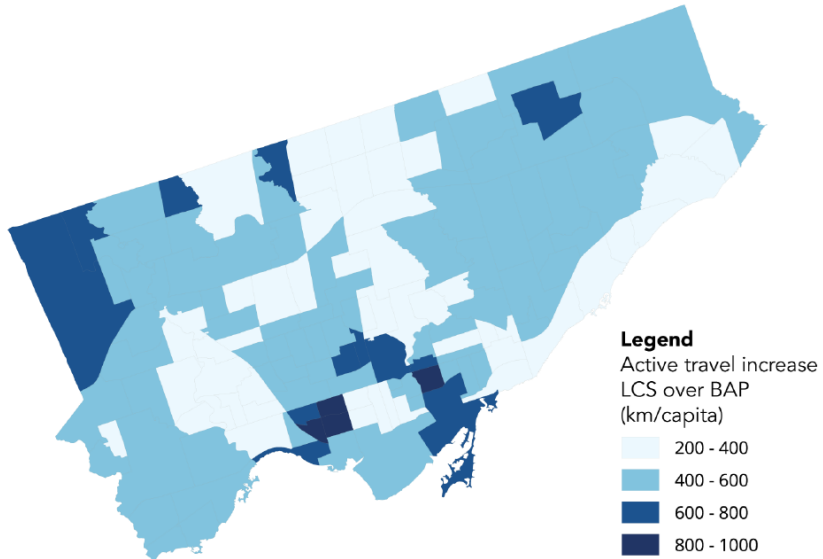 Legend
Active travel increase
LCS over BAP
(km/capita)
200 - 400
400 - 600
600 - 800
800 - 1000